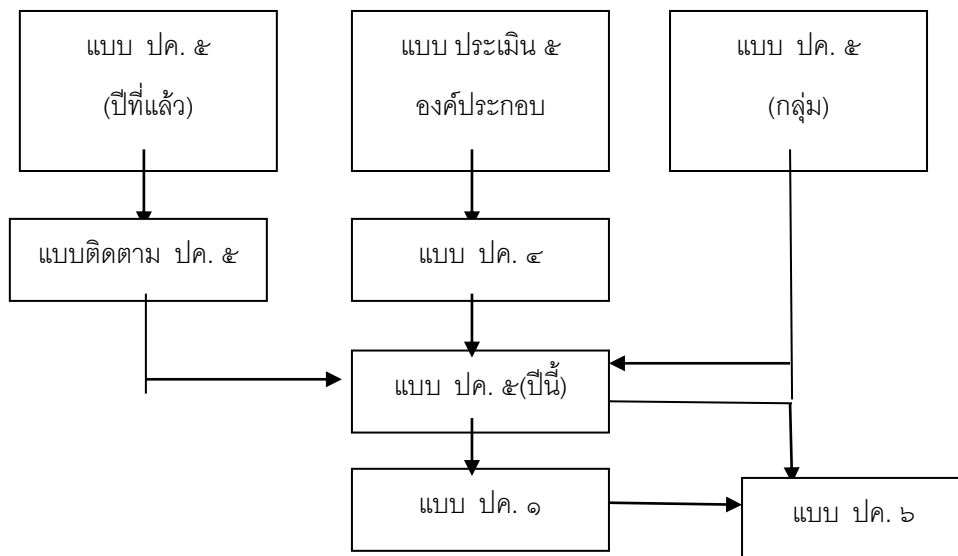 แบบ ปค. ๕
(ปีที่แล้ว)
แบบ ประเมิน ๕
องค์ประกอบ
แบบ ปค. ๕
(กลุ่ม)
แบบติดตาม ปค. ๕
แบบ ปค. ๔
แบบ ปค. ๕(ปีนี้)
แบบ ปค. ๑
แบบ ปค. ๖